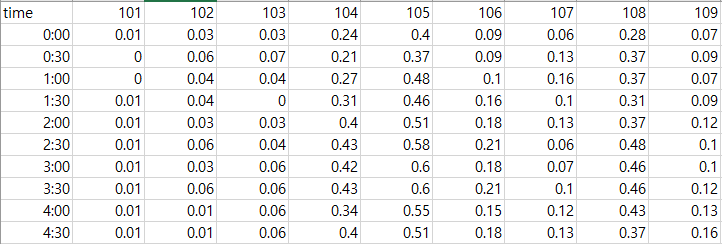 time 101 102 103 104 105 106 107 108 109
0:00 0.01 0.03 0.03 0.24 0.4 0.09 0.06 0.28 0.07
0:30 0 0.06 0.07 0.21 0.37 0.09 0.13 0.37 0.09
1:00 0 0.04 0.04 0.27 0.48 0.1 0.16 0.37 0.07
1:30 0.01 0.04 0 0.31 0.46 0.16 0.1 0.31 0.09
2:00 0.01 0.03 0.03 0.4 0.51 0.18 0.13 0.37 0.12
2:30 0.01 0.06 0.04 0.43 0.58 0.21 0.06 0.48 0.1
3:00 0.01 0.03 0.06 0.42 0.6 0.18 0.07 0.46 0.1
3:30 0.01 0.06 0.06 0.43 0.6 0.21 0.1 0.46 0.12
4:00 0.01 0.01 0.06 0.34 0.55 0.15 0.12 0.43 0.13
4:30 0.01 0.01 0.06 0.4 0.51 0.18 0.13 0.37 0.16